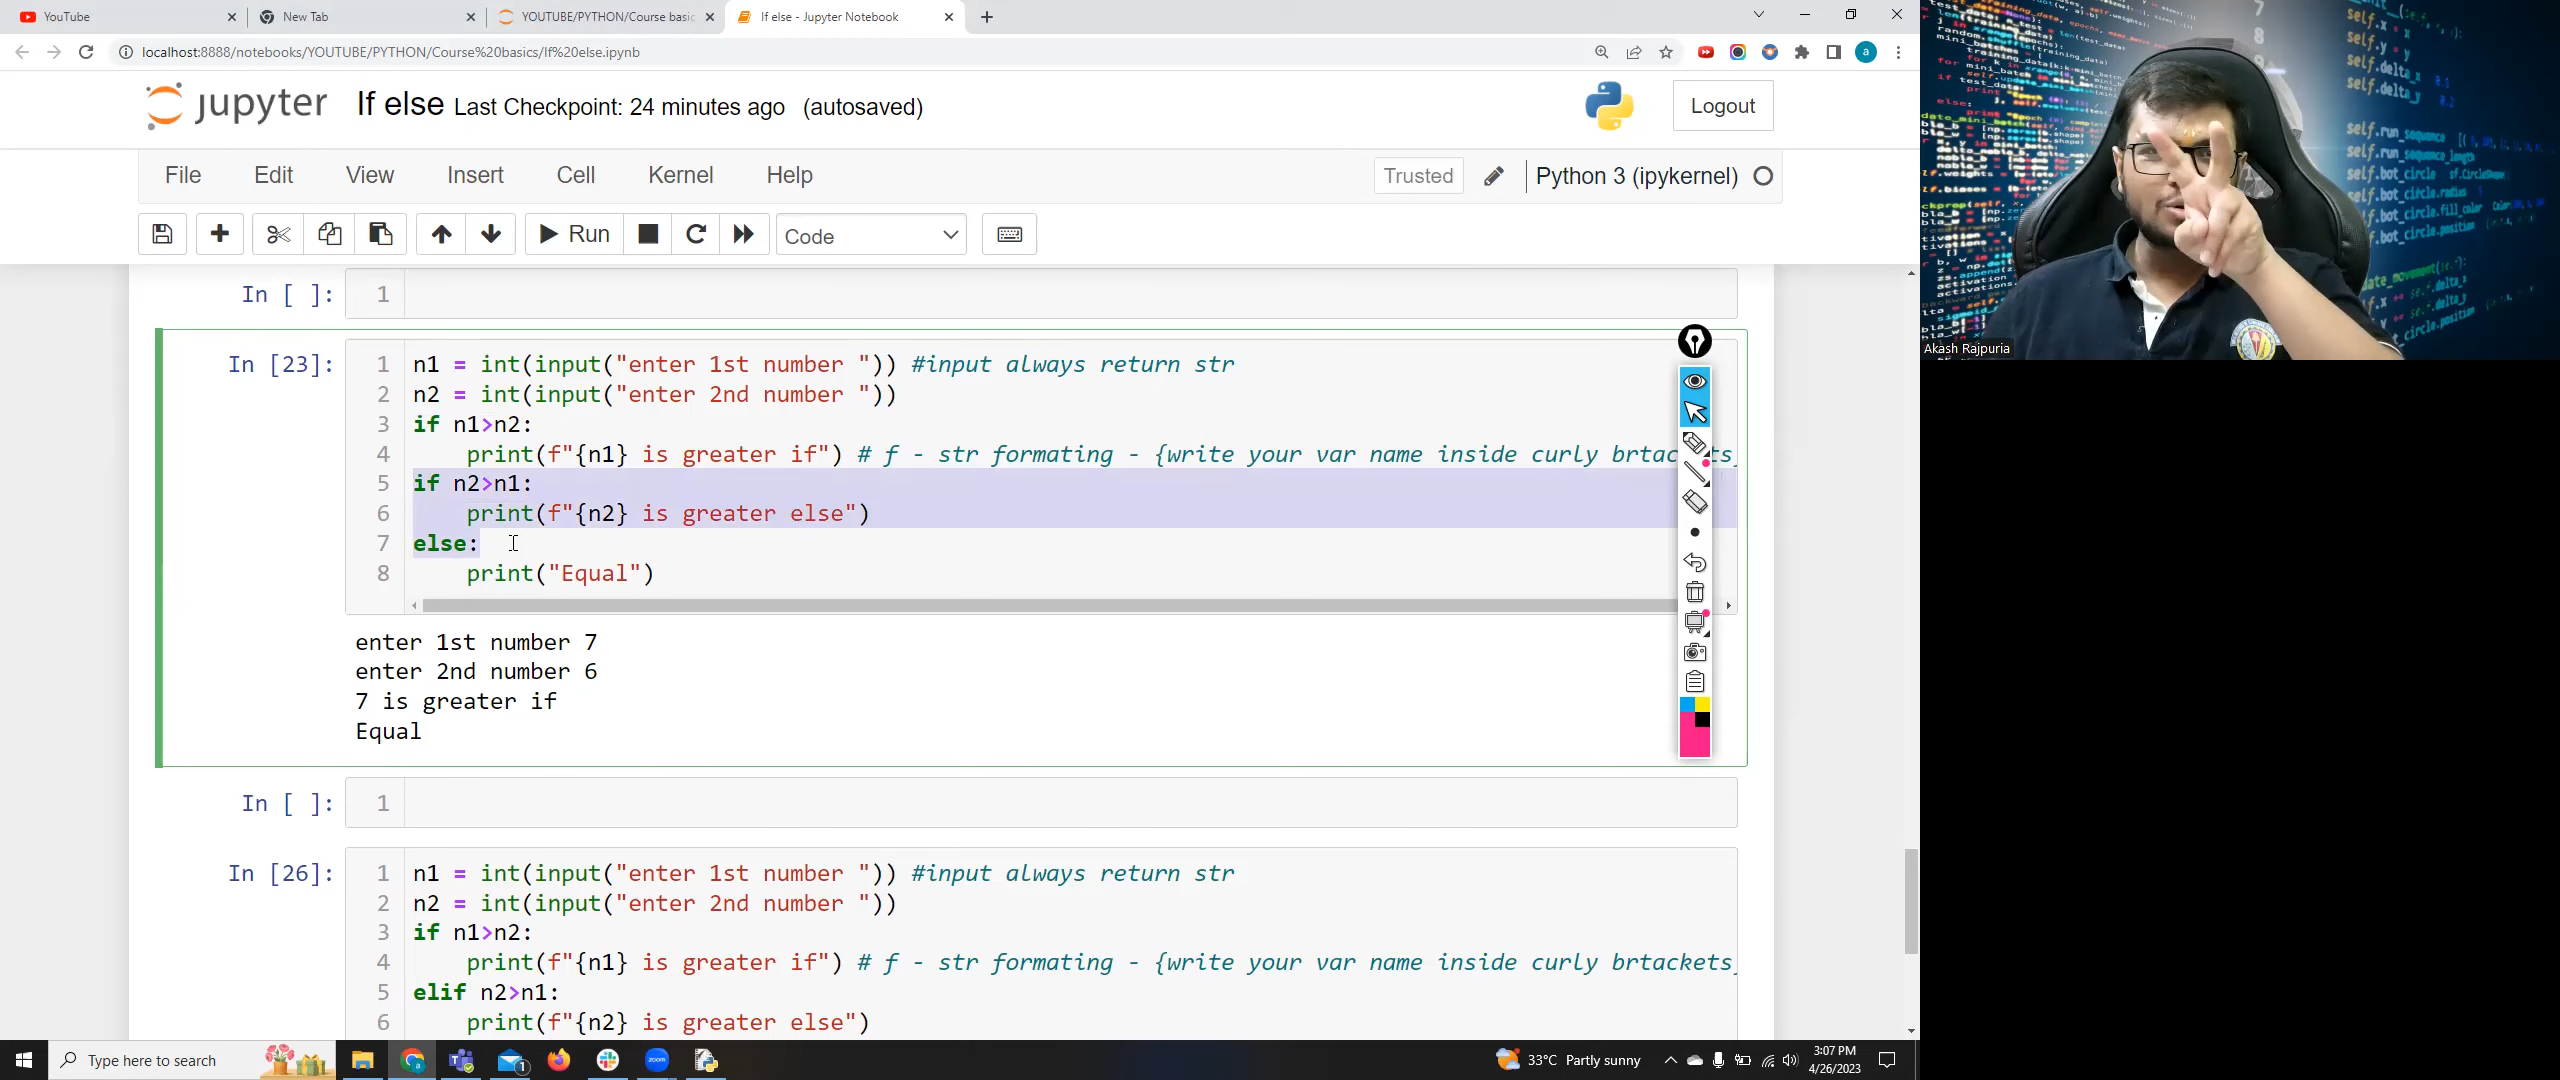 YouTube
New Tab
YOUTUBE/PYTHON/Course basic
If else - Jupyter Notebook
localhost:8888/notebooks/YOUTUBE/PYTHON/Course%20basics/If%20else.ipynb
a
jupyter If else Last Checkpoint: 24 minutes ago (autosaved)
Logout
File Edit View Insert Cell Kernel Help
Trusted
Python 3 (ipykernel)
Run
Code
In [ ]: 1
In [23]:
1 n1 = int(input("enter 1st number ")) #input always return str
2 n2 = int(input("enter 2nd number "))
3 if n1>n2:
4 print(f"{n1} is greater if") # f - str formating - {write your var name inside curly brtackets
5 if n2>n1:
6 print(f"{n2} is greater else")
7 else:
8 print("Equal")
enter 1st number 7
enter 2nd number 6
7 is greater if
Equal
In [ ]: 1
In [26]:
1 n1 = int(input("enter 1st number ")) #input always return str
2 n2 = int(input("enter 2nd number "))
3 if n1>n2:
4 print(f"{n1} is greater if") # f - str formating - {write your var name inside curly brtackets
5 elif n2>n1:
6 print(f"{n2} is greater else")
Akash Rajpuria
Type here to search
1
zoom
33°C Partly sunny
3:07 PM
4/26/2023